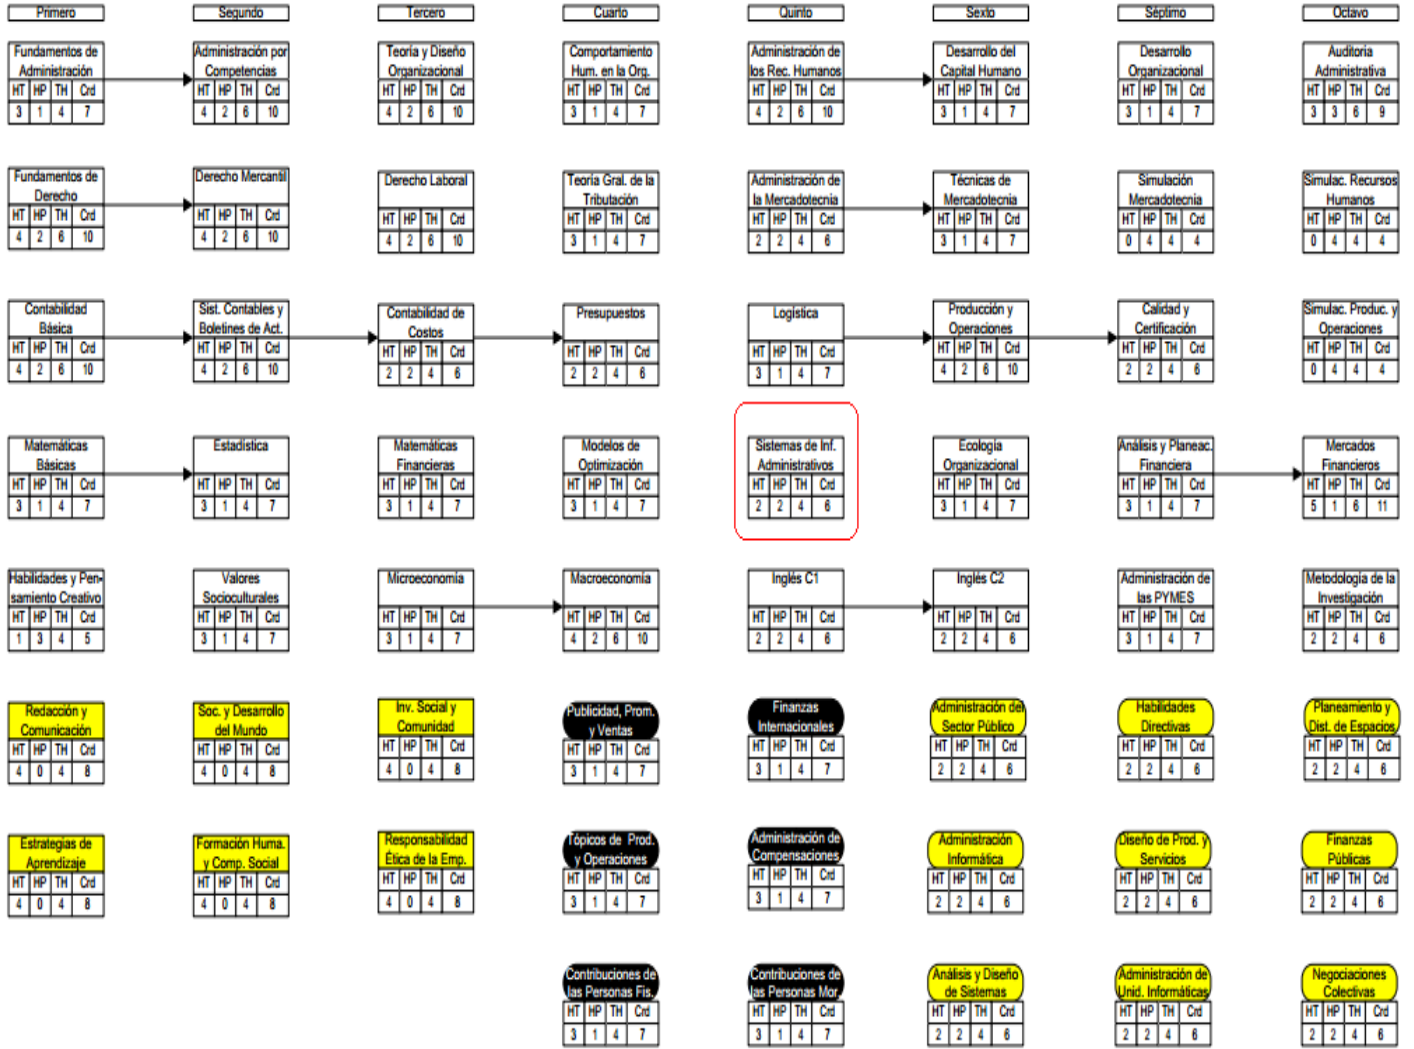 Primero Segundo Tercero Cuarto Quinto Sexto Séptimo Octavo
Fundamentos de Administración por Teoría y Diseño Comportamiento Administración de Desarrollo del Desarrollo Auditoría
Administración Competencias Organizacional Hum. en la Org. los Rec. Humanos Capital Humano Organizacional Administrativa
HT HP TH Crd HT HP TH Crd HT HP TH Crd HT HP TH Crd HT HP TH Crd HT HP TH Crd HT HP TH Crd HT HP TH Crd
3 1 4 7 4 2 6 10 4 2 6 10 3 1 4 7 4 2 6 10 3 1 4 7 3 1 4 7 3 3 6 9
Fundamentos de Derecho Mercantil Derecho Laboral Teoría Gral. de la Administración de Técnicas de Simulación Simulac. Recursos
Derecho Tributación la Mercadotecnia Mercadotecnia Mercadotecnia Humanos
HT HP TH Crd HT HP TH Crd HT HP TH Crd HT HP TH Crd HT HP TH Crd HT HP TH Crd HT HP TH Crd HT HP TH Crd
4 2 6 10 4 2 6 10 4 2 6 10 3 1 4 7 2 2 4 6 3 1 4 7 0 4 4 4 0 4 4 4
Contabilidad Sist. Contables y Contabilidad de Presupuestos Logística Producción y Calidad y Simulac. Produc. y
Básica Boletines de Act. Costos Operaciones Certificación Operaciones
HT HP TH Crd HT HP TH Crd HT HP TH Crd HT HP TH Crd HT HP TH Crd HT HP TH Crd HT HP TH Crd HT HP TH Crd
4 2 6 10 4 2 6 10 2 2 4 6 2 2 4 6 3 1 4 7 4 2 6 10 2 2 4 6 0 4 4 4
Matemáticas Estadística Matemáticas Modelos de Sistemas de Inf. Ecología Análisis y Planeac. Mercados
Básicas Financieras Optimización Administrativos Organizacional Financiera Financieros
HT HP TH Crd HT HP TH Crd HT HP TH Crd HT HP TH Crd HT HP TH Crd HT HP TH Crd HT HP TH Crd HT HP TH Crd
3 1 4 7 3 1 4 7 3 1 4 7 3 1 4 7 2 2 4 6 3 1 4 7 3 1 4 7 5 1 6 11
Habilidades y Pen- Valores Microeconomía Macroeconomía Inglés C1 Inglés C2 Administración de Metodología de la
samiento Creativo Socioculturales las PYMES Investigación
HT HP TH Crd HT HP TH Crd HT HP TH Crd HT HP TH Crd HT HP TH Crd HT HP TH Crd HT HP TH Crd HT HP TH Crd
1 3 4 5 3 1 4 7 3 1 4 7 4 2 6 10 2 2 4 6 2 2 4 6 3 1 4 7 2 2 4 6
Redacción y Soc. y Desarrollo Inv. Social y Publicidad, Prom. Finanzas Administración del Habilidades Planeamiento y
Comunicación del Mundo Comunidad y Ventas Internacionales Sector Público Directivas Dist. de Espacios
HT HP TH Crd HT HP TH Crd HT HP TH Crd HT HP TH Crd HT HP TH Crd HT HP TH Crd HT HP TH Crd HT HP TH Crd
4 0 4 8 4 0 4 8 4 0 4 8 3 1 4 7 3 1 4 7 2 2 4 6 2 2 4 6 2 2 4 6
Estrategias de Formación Huma. Responsabilidad Tópicos de Prod. Administración de Administración Diseño de Prod. y Finanzas
Aprendizaje y Comp. Social Ética de la Emp. y Operaciones Compensaciones Informática Servicios Públicas
HT HP TH Crd HT HP TH Crd HT HP TH Crd HT HP TH Crd HT HP TH Crd HT HP TH Crd HT HP TH Crd HT HP TH Crd
4 0 4 8 4 0 4 8 4 0 4 8 3 1 4 7 3 1 4 7 2 2 4 6 2 2 4 6 2 2 4 6
Contribuciones de Contribuciones de Análisis y Diseño Administración de Negociaciones
las Personas Fis. las Personas Mor. de Sistemas Unid. Informáticas Colectivas
HT HP TH Crd HT HP TH Crd HT HP TH Crd HT HP TH Crd HT HP TH Crd
3 1 4 7 3 1 4 7 2 2 4 6 2 2 4 6 2 2 4 6